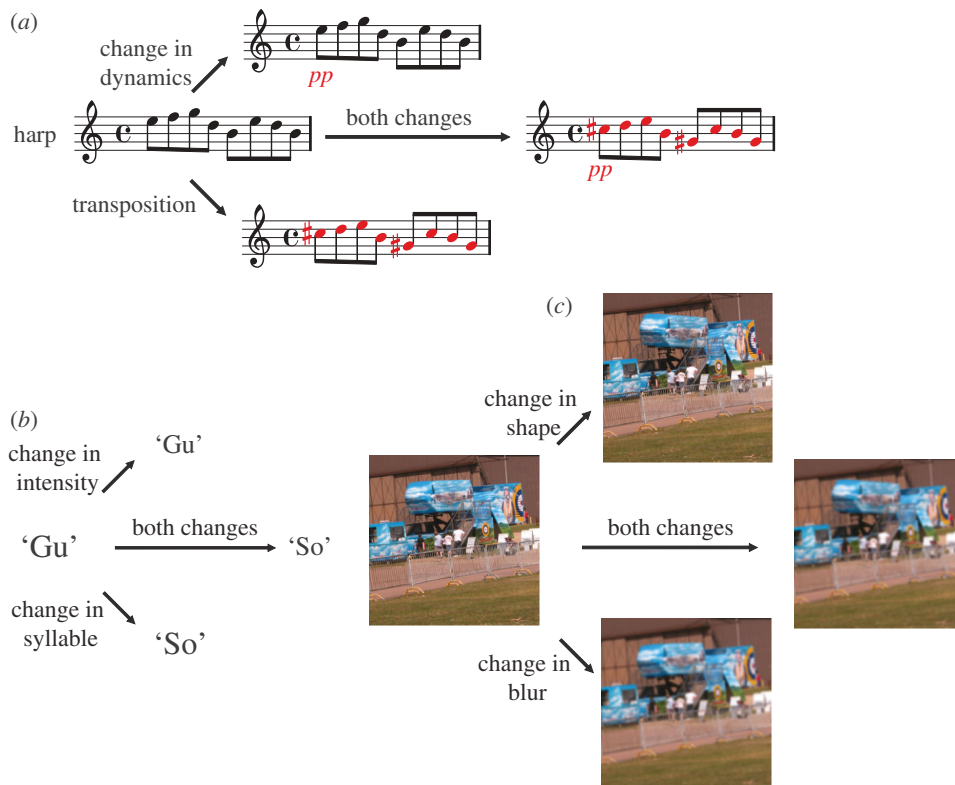 (a)
change in
dynamics
pp
harp
both changes
pp
transposition
(c)
change in
shape
(b)
change in
intensity
‘Gu’
‘Gu’
both changes
‘So’
both changes
change in
syllable
‘So’
change in
blur